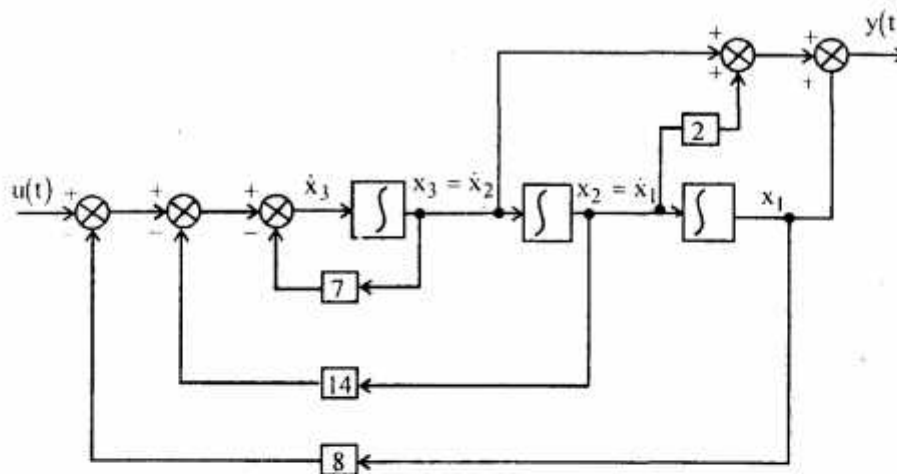 y(t
+ + +
+ +
2
u(t) + + + ẋ₃ ∫ x₃ = ẋ₂ ∫ x₂ = ẋ₁ ∫ x₁
− − −
7
14
8